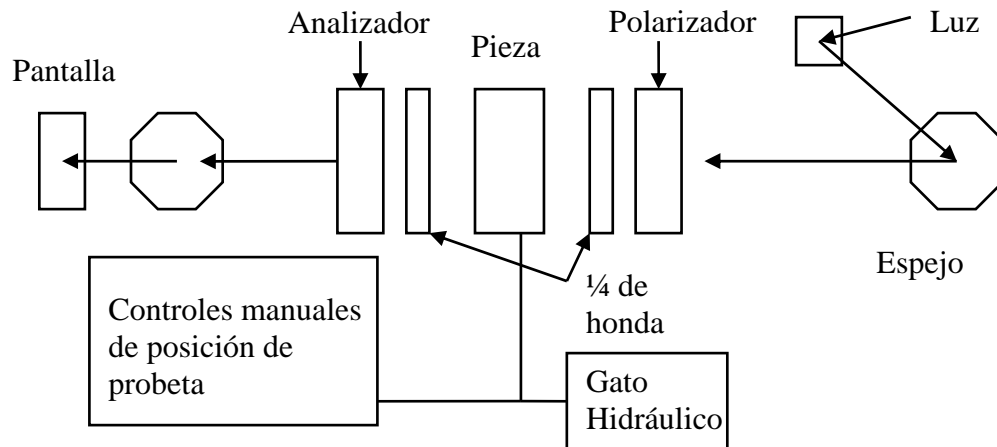 Analizador
Pieza
Polarizador
Luz
Pantalla
Espejo
¼ de
honda
Controles manuales
de posición de
probeta
Gato
Hidráulico